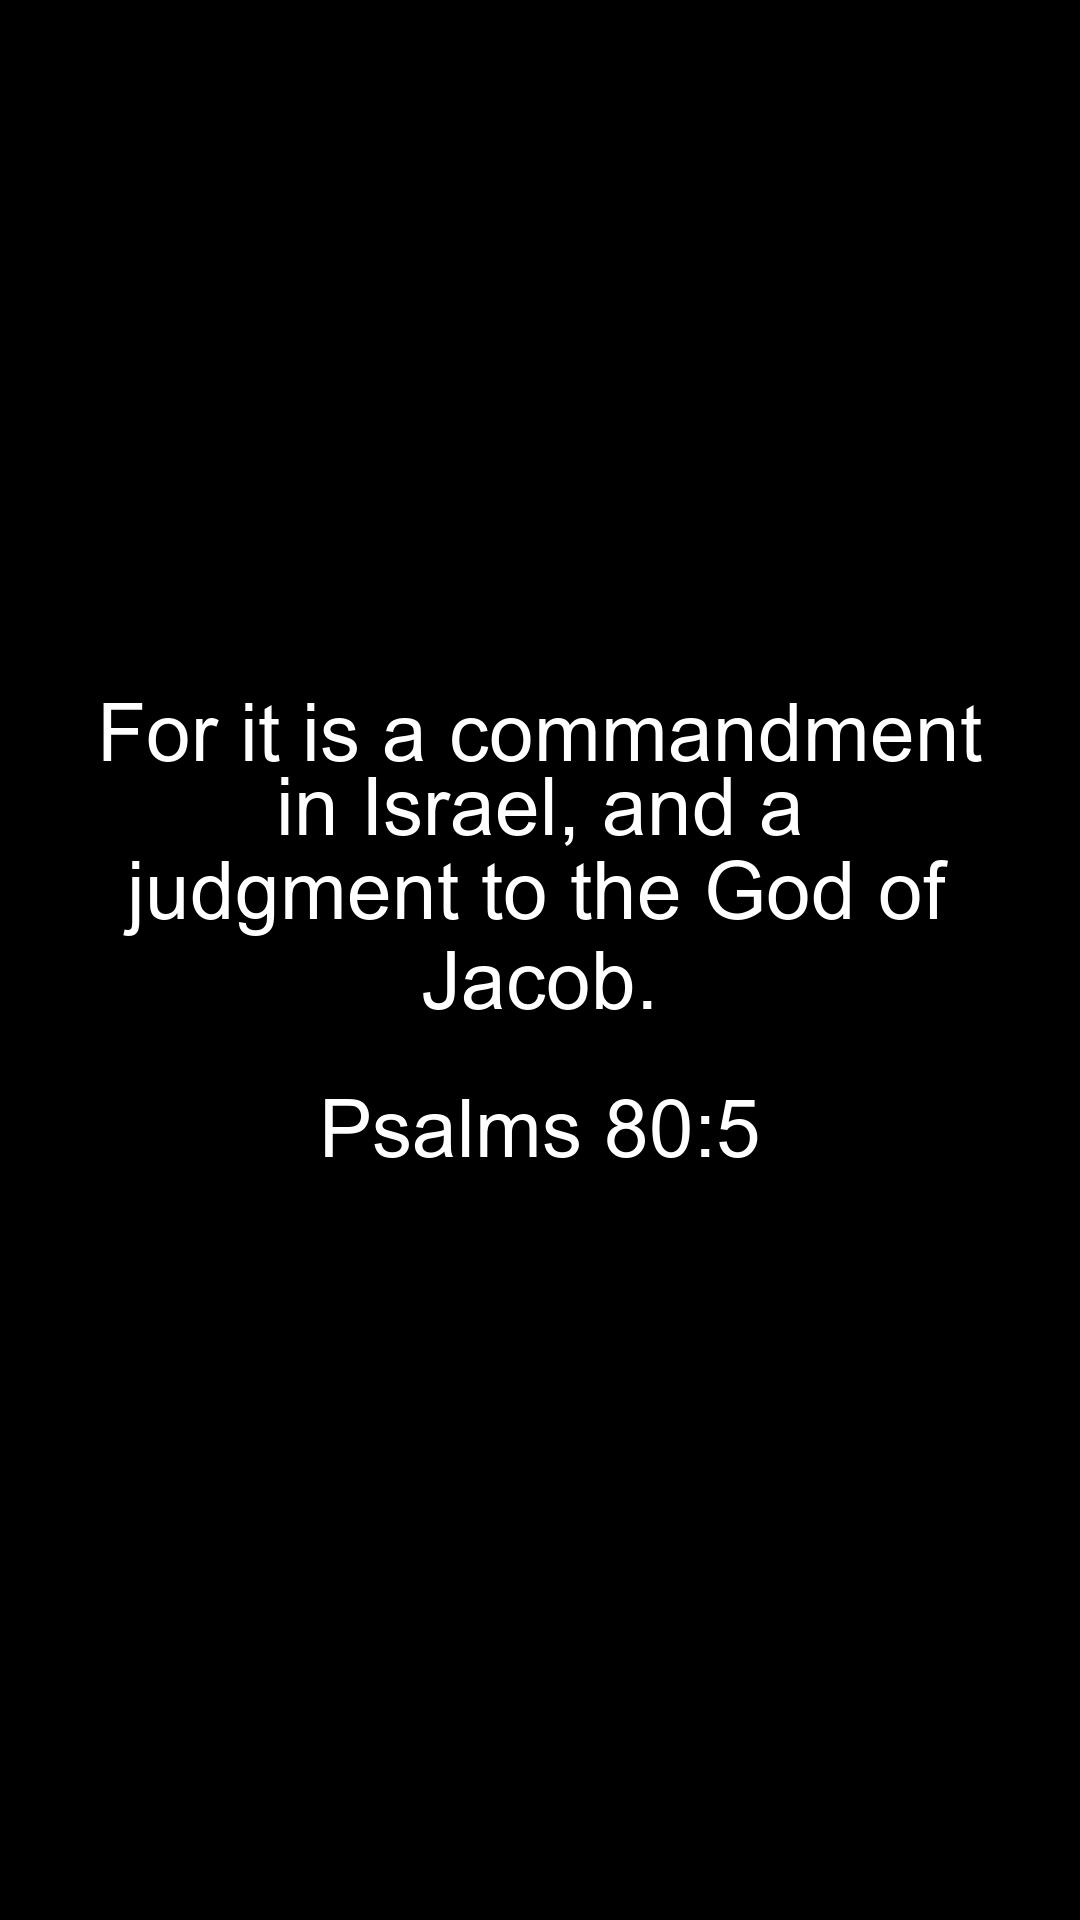 For it is a commandment
in Israel, and a
judgment to the God of
Jacob.
Psalms 80:5